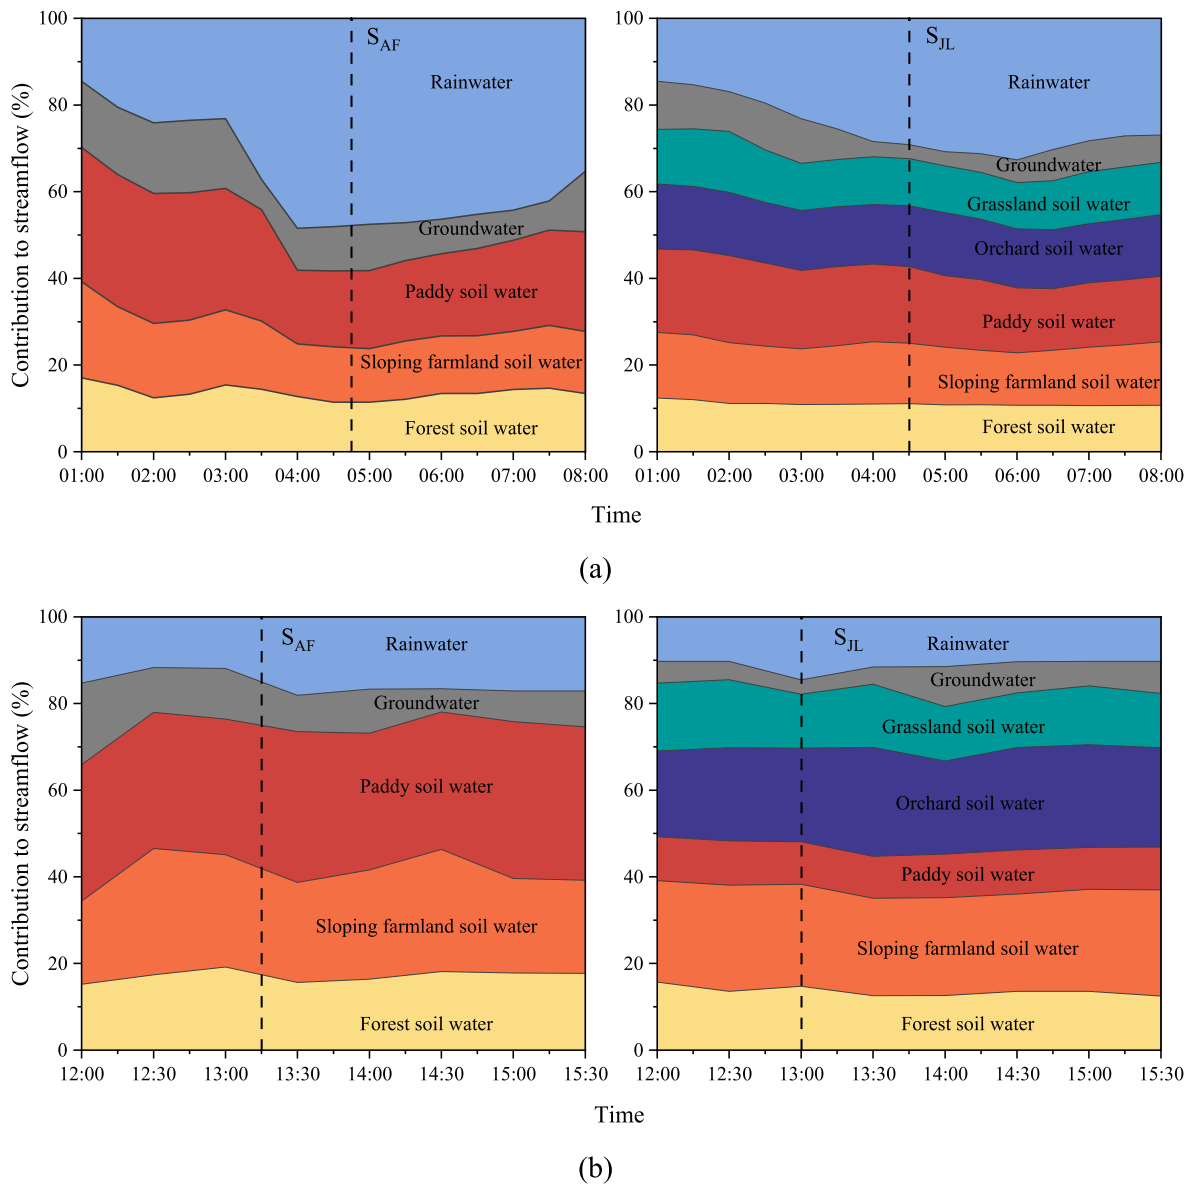 100
80
60
40
20
0
Contribution to streamflow (%)
S_AF
Rainwater
Groundwater
Paddy soil water
Sloping farmland soil water
Forest soil water
01:00 02:00 03:00 04:00 05:00 06:00 07:00 08:00
100
80
60
40
20
0
S_JL
Rainwater
Groundwater
Grassland soil water
Orchard soil water
Paddy soil water
Sloping farmland soil water
Forest soil water
01:00 02:00 03:00 04:00 05:00 06:00 07:00 08:00
Time
(a)
100
80
60
40
20
0
Contribution to streamflow (%)
S_AF
Rainwater
Groundwater
Paddy soil water
Sloping farmland soil water
Forest soil water
12:00 12:30 13:00 13:30 14:00 14:30 15:00 15:30
100
80
60
40
20
0
S_JL
Rainwater
Groundwater
Grassland soil water
Orchard soil water
Paddy soil water
Sloping farmland soil water
Forest soil water
12:00 12:30 13:00 13:30 14:00 14:30 15:00 15:30
Time
(b)